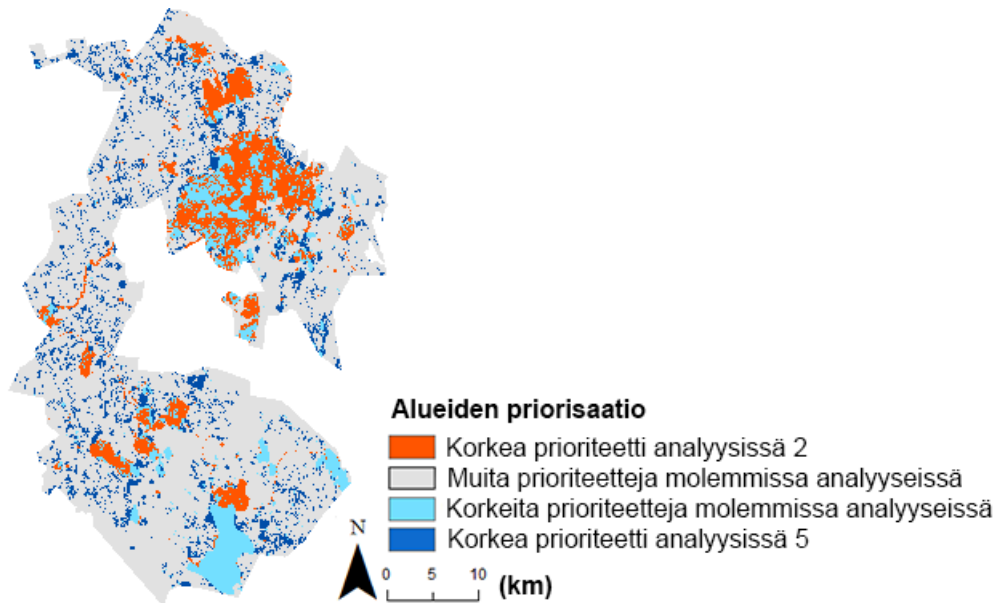 Alueiden priorisaatio
Korkea prioriteetti analyysissä 2
Muita prioriteetteja molemmissa analyyseissä
Korkeita prioriteetteja molemmissa analyyseissä
Korkea prioriteetti analyysissä 5
N
0 5 10 (km)